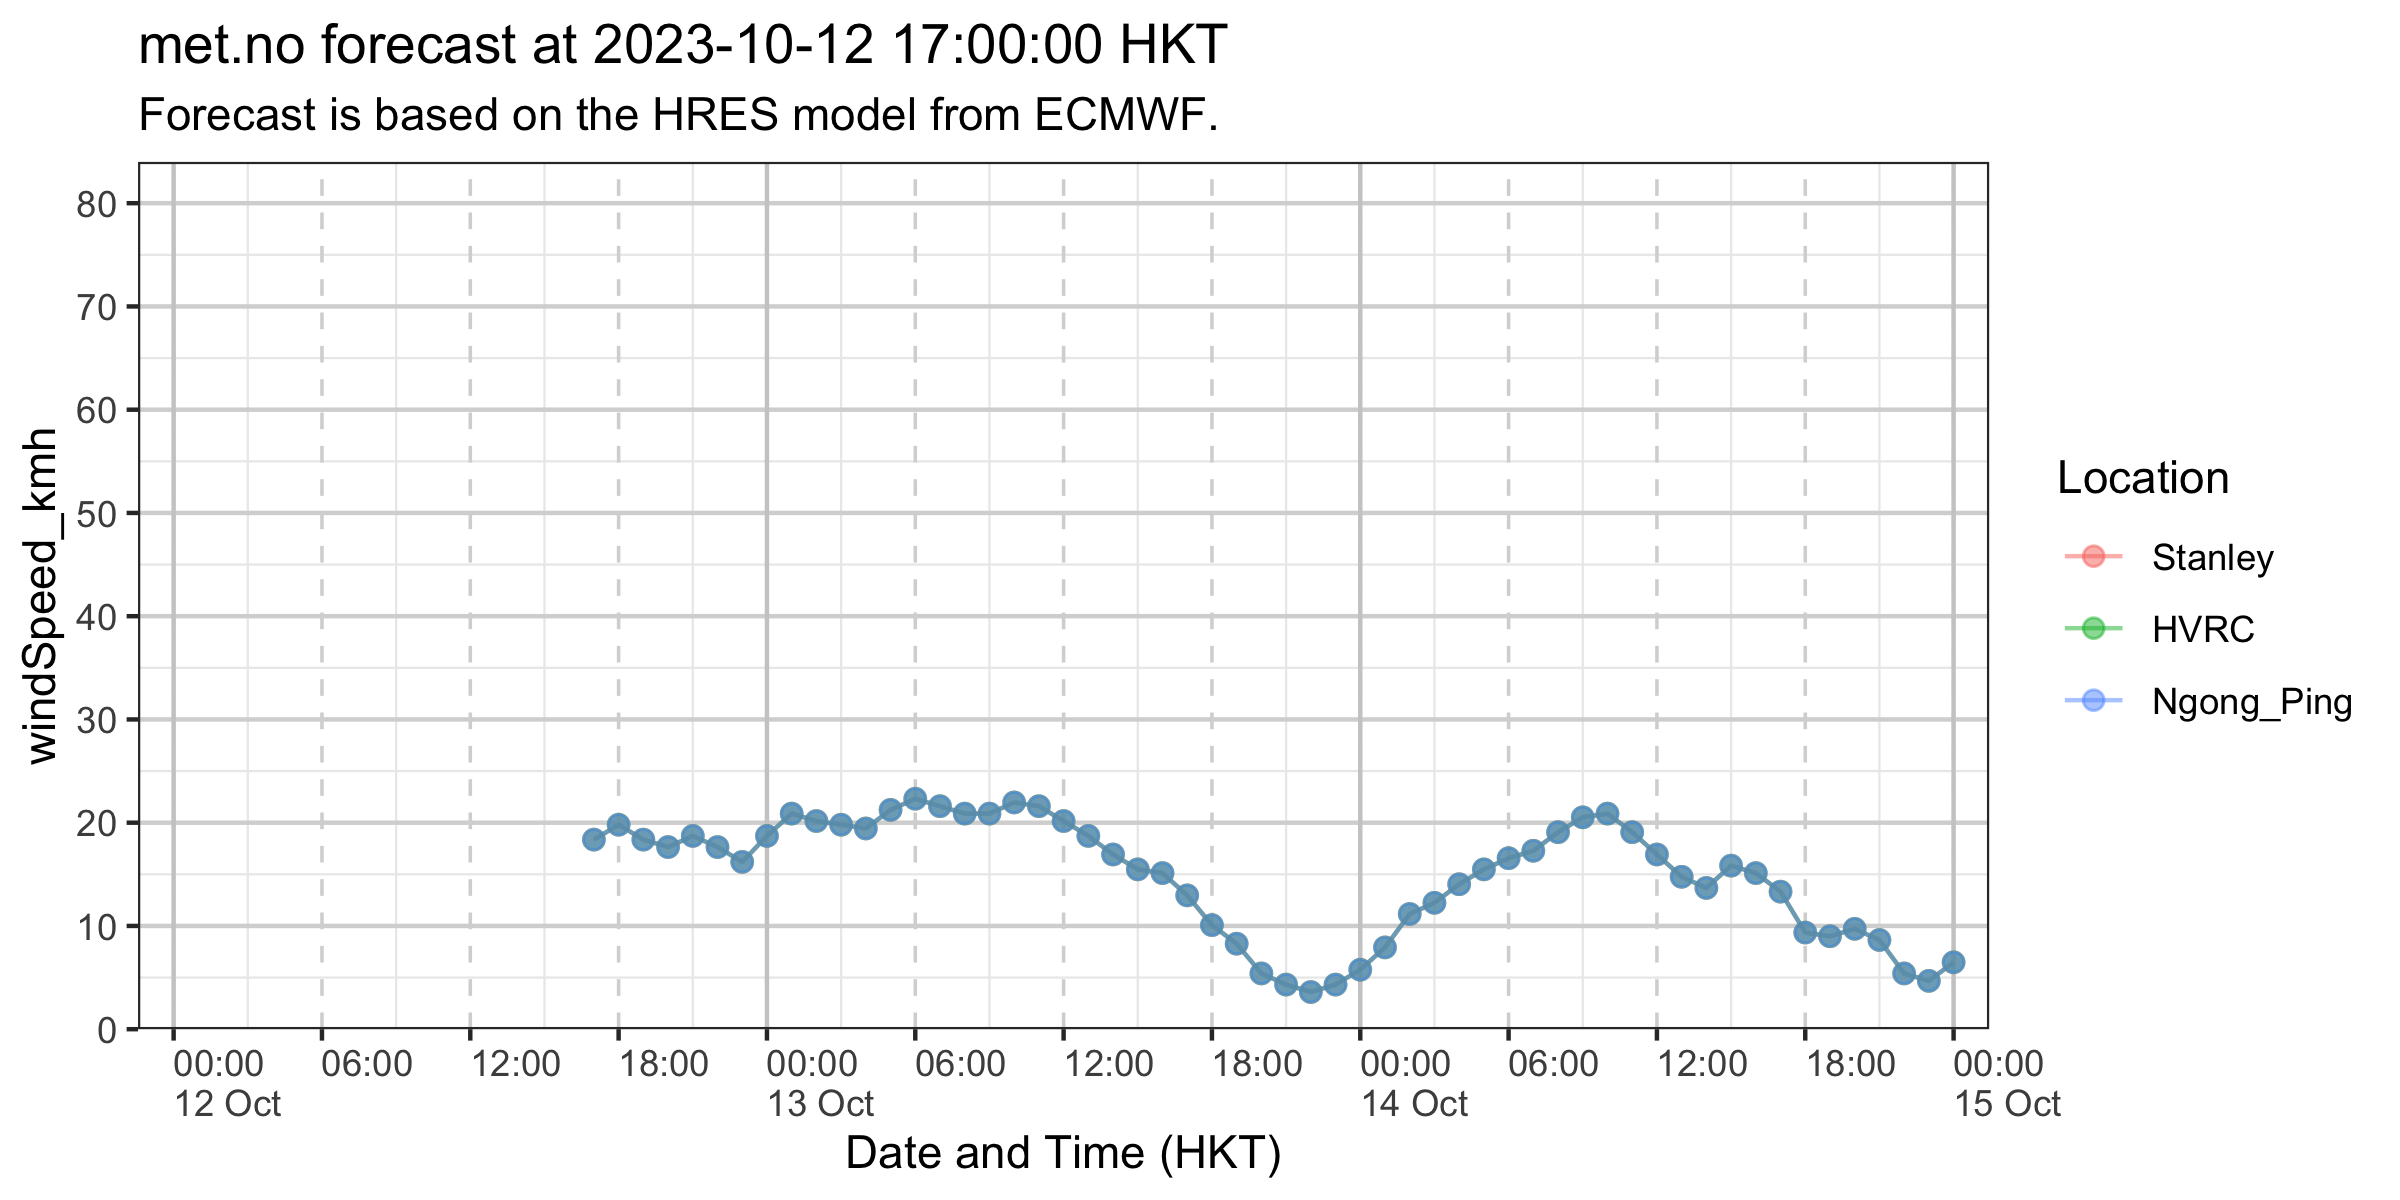 met.no forecast at 2023-10-12 17:00:00 HKT
Forecast is based on the HRES model from ECMWF.
windSpeed_kmh
80
70
60
50
40
30
20
10
0
00:00 06:00 12:00 18:00 00:00 06:00 12:00 18:00 00:00 06:00 12:00 18:00 00:00
12 Oct 13 Oct 14 Oct 15 Oct
Date and Time (HKT)
Location
Stanley
HVRC
Ngong_Ping